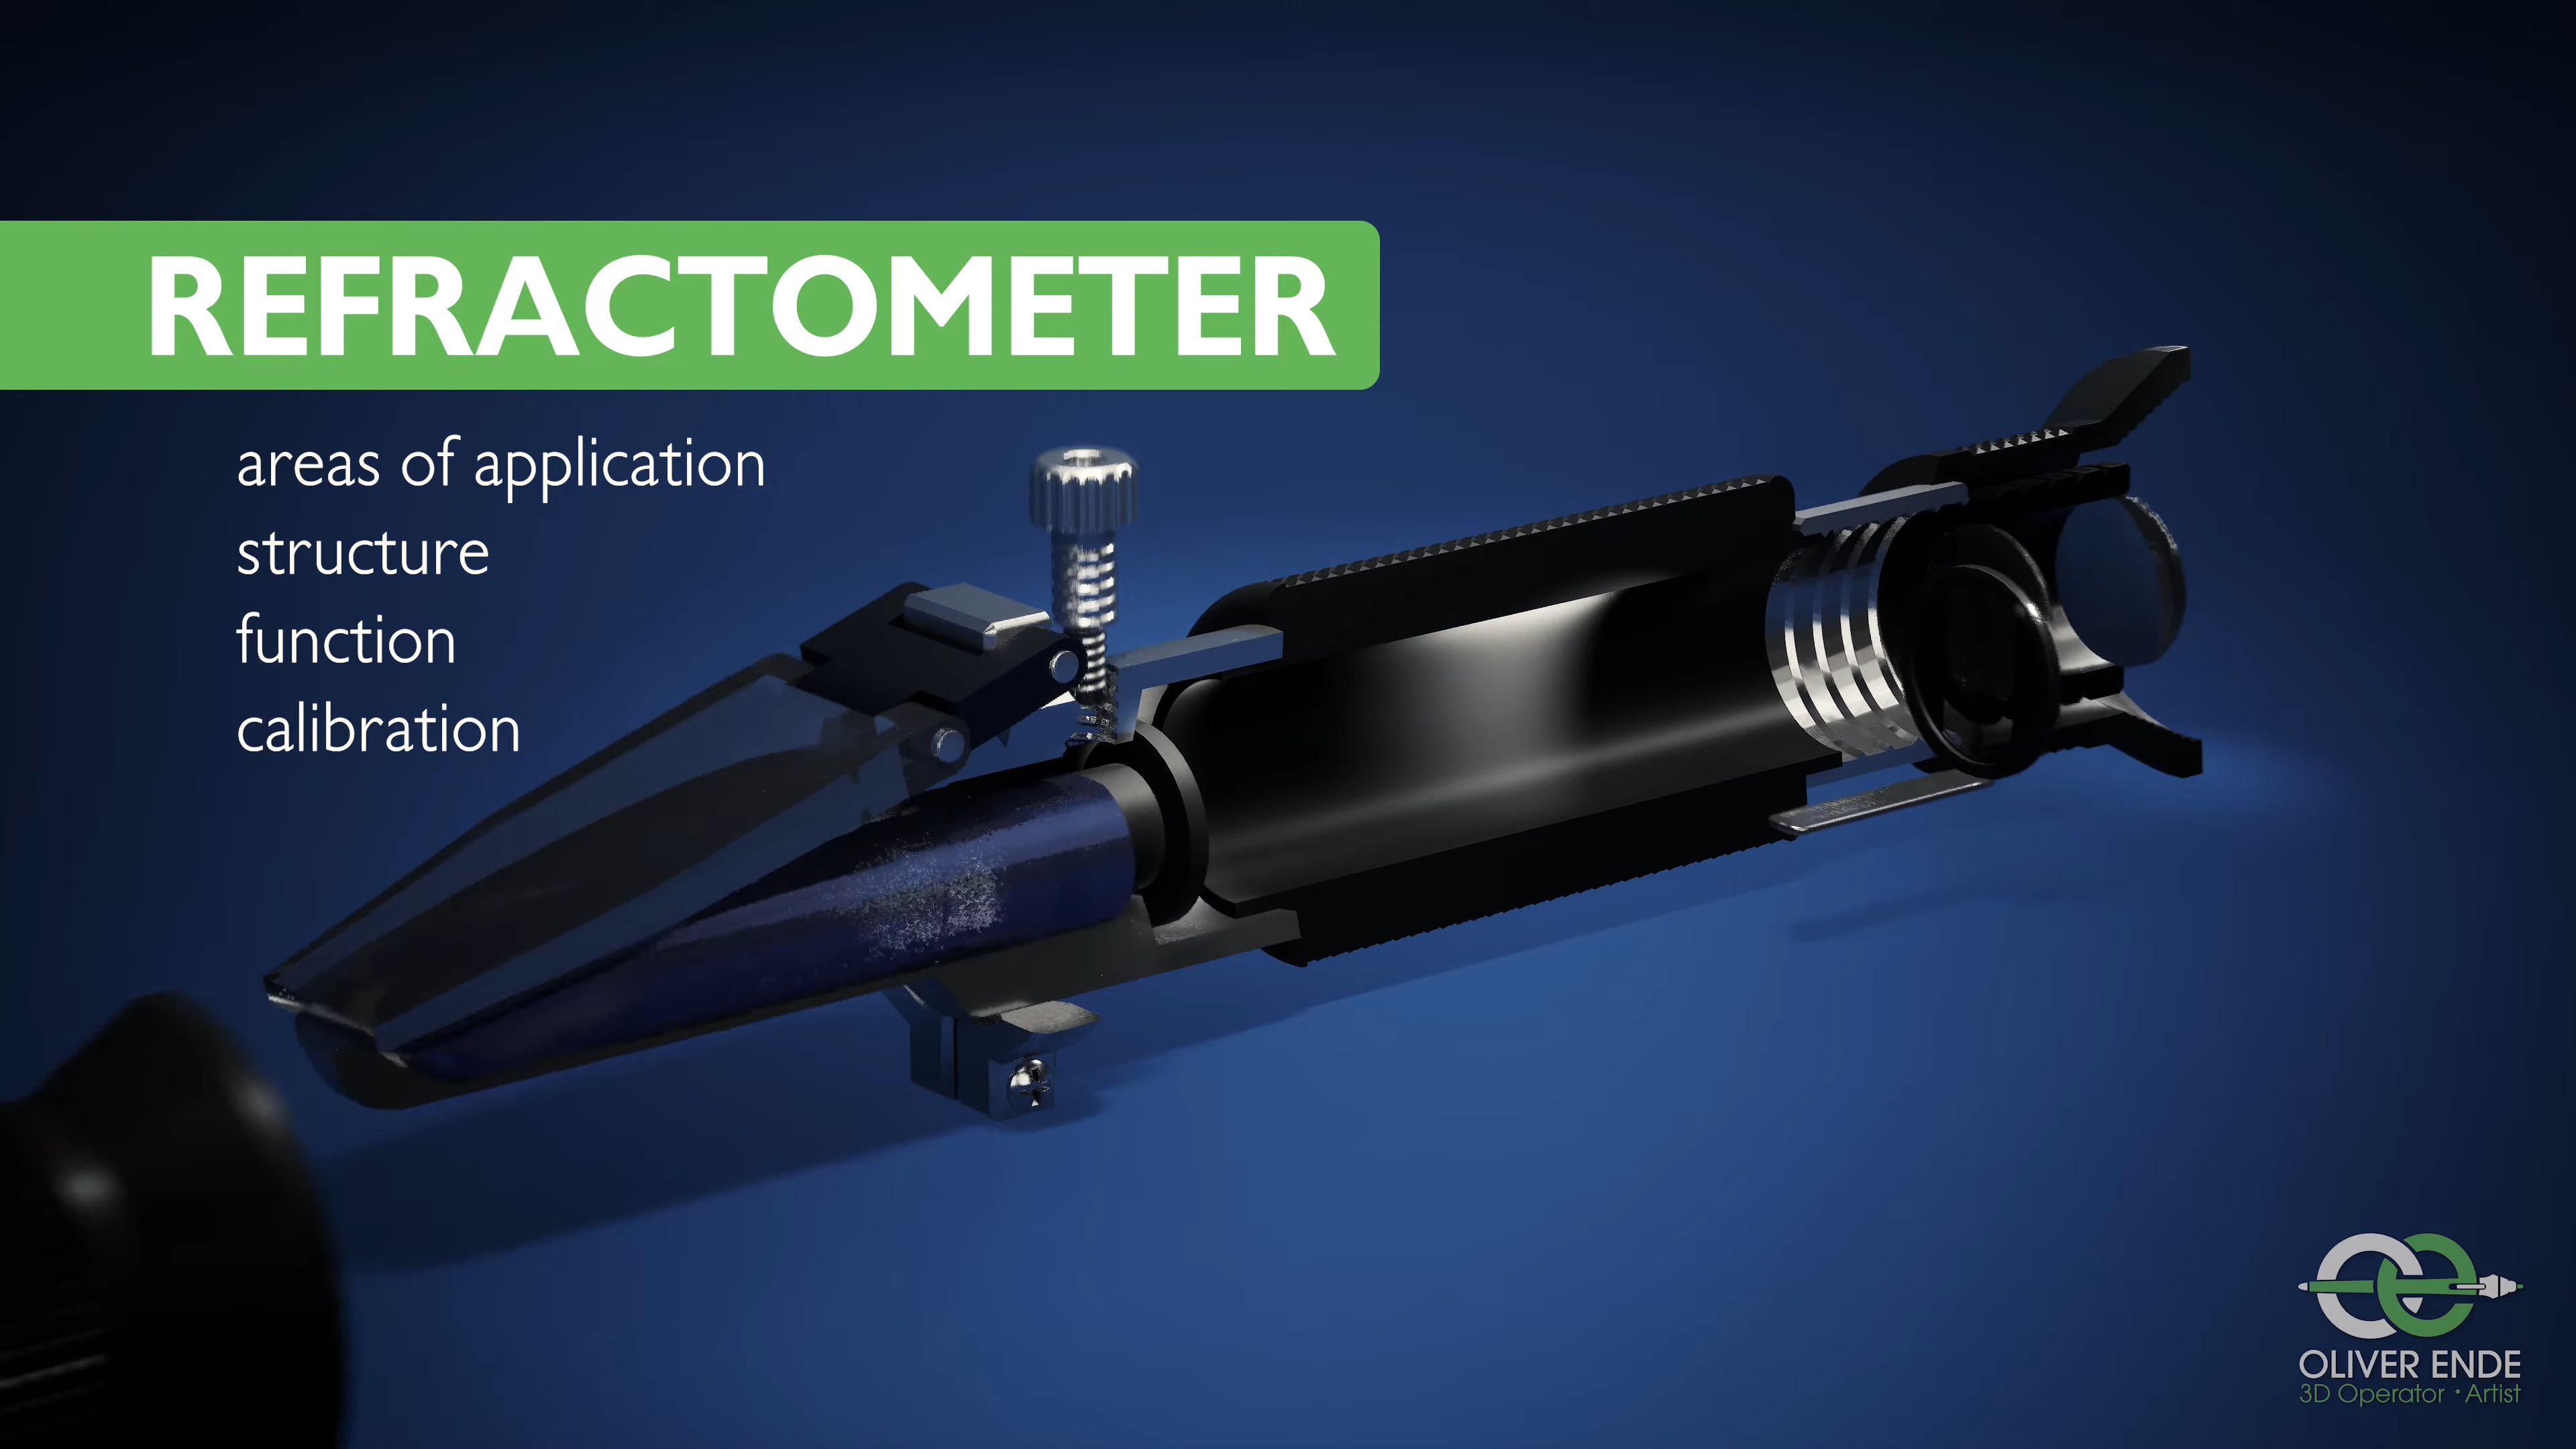 REFRACTOMETER
areas of application
structure
function
calibration
OLIVER ENDE
3D Operator • Artist